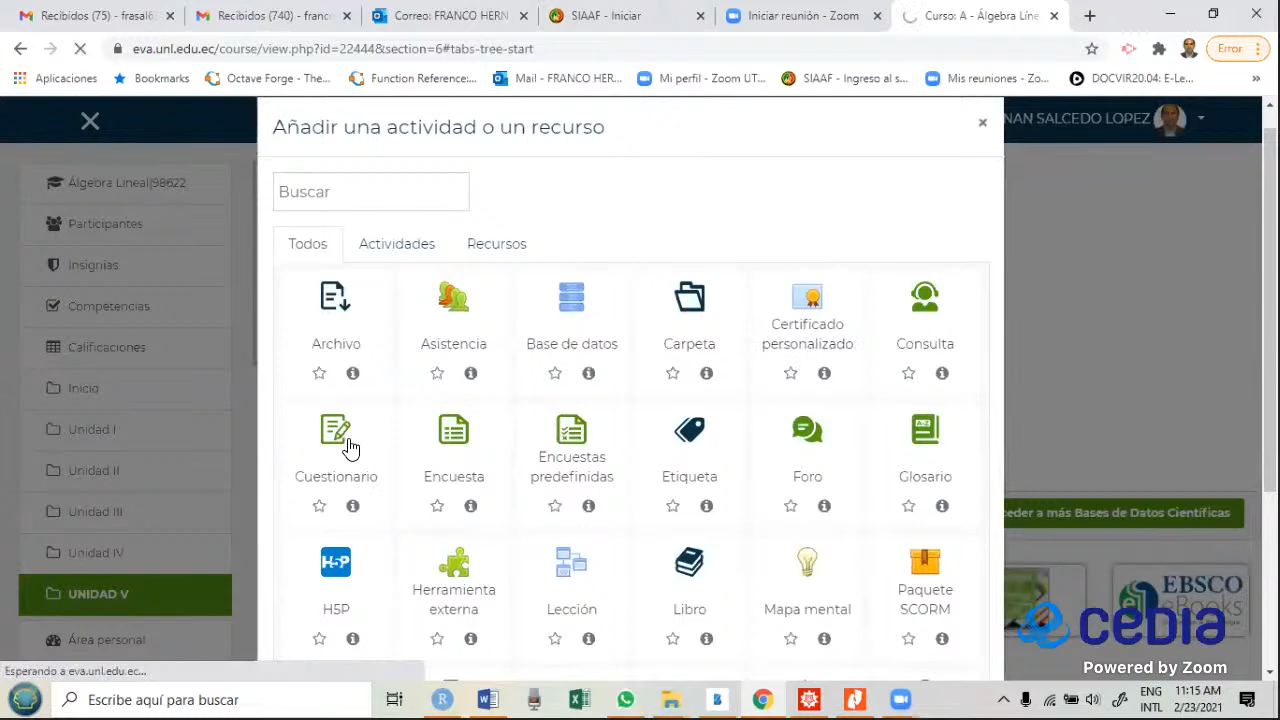 Recibidos (75) - frasal6
Recibidos (740) - franc
Correo: FRANCO HERN
SIAAF - Iniciar
Iniciar reunión - Zoom
Curso: A - Álgebra Line
eva.unl.edu.ec/course/view.php?id=22444&section=6#tabs-tree-start
Error
Aplicaciones
Bookmarks
Octave Forge - The...
Function Reference:...
Mail - FRANCO HER...
Mi perfil - Zoom UT...
SIAAF - Ingreso al s...
Mis reuniones - Zo...
DOCVIR20.04: E-Le...
NAN SALCEDO LOPEZ
Álgebra Lineal|98622
Participantes
Insignias
Competencias
Calificaciones
Inicio
Unidad I
Unidad II
Unidad III
Unidad IV
UNIDAD V
Área personal
Añadir una actividad o un recurso
Buscar
Todos
Actividades
Recursos
Archivo
Asistencia
Base de datos
Carpeta
Certificado
personalizado
Consulta
Cuestionario
Encuesta
Encuestas
predefinidas
Etiqueta
Foro
Glosario
A-Z
H5P
H5P
Herramienta
externa
Lección
Libro
Mapa mental
Paquete
SCORM
ceder a más Bases de Datos Científicas
EBSCO
eBooks
cedia
Powered by Zoom
Esperando a eva.unl.edu.ec...
Escribe aquí para buscar
ENG
INTL
11:15 AM
2/23/2021